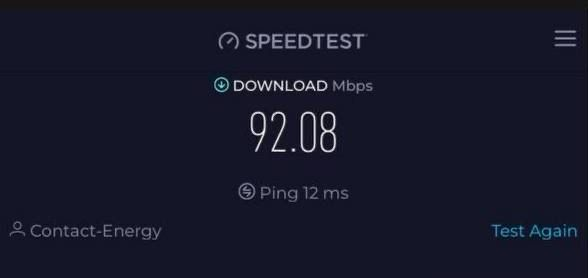 SPEEDTEST
DOWNLOAD Mbps
92.08
Ping 12 ms
Contact-Energy
Test Again